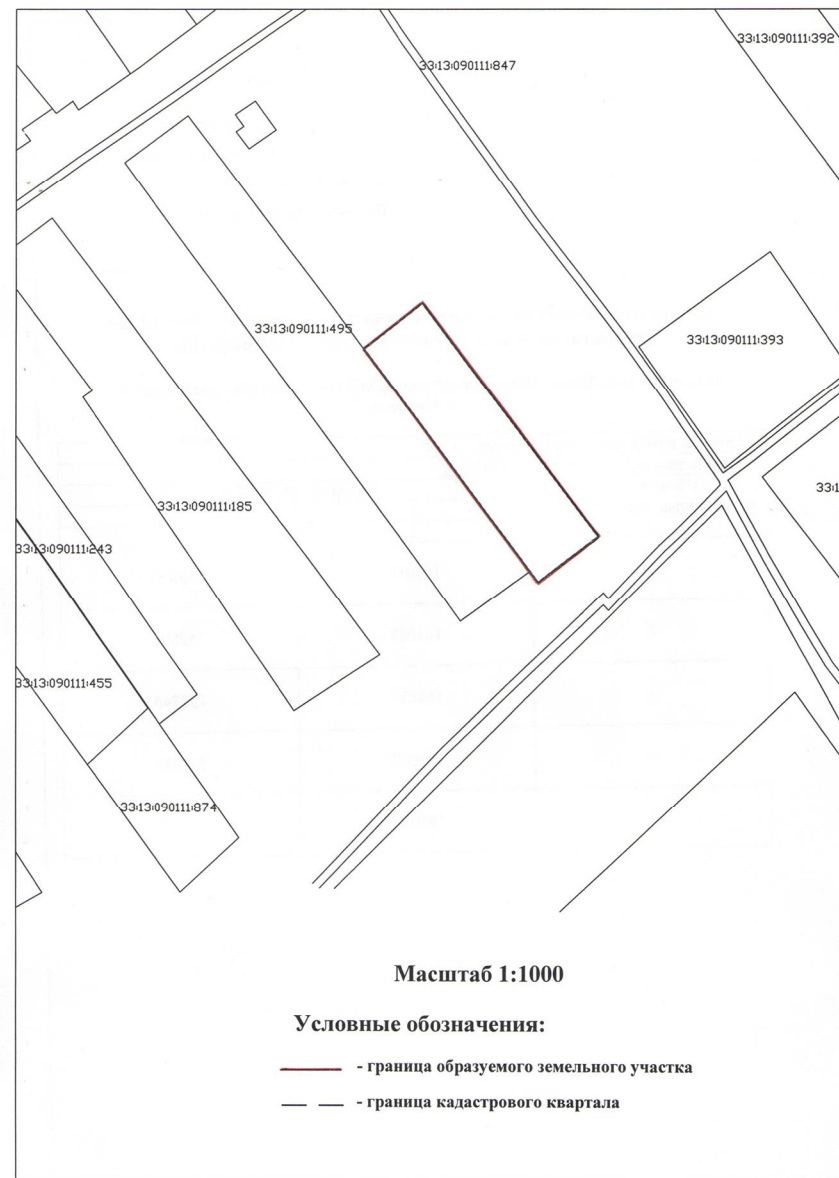 33:13:090111:392
33:13:090111:847
33:13:090111:495
33:13:090111:393
33:1
33:13:090111:185
33:13:090111:243
33:13:090111:455
33:13:090111:874
Масштаб 1:1000
Условные обозначения:
- граница образуемого земельного участка
- граница кадастрового квартала